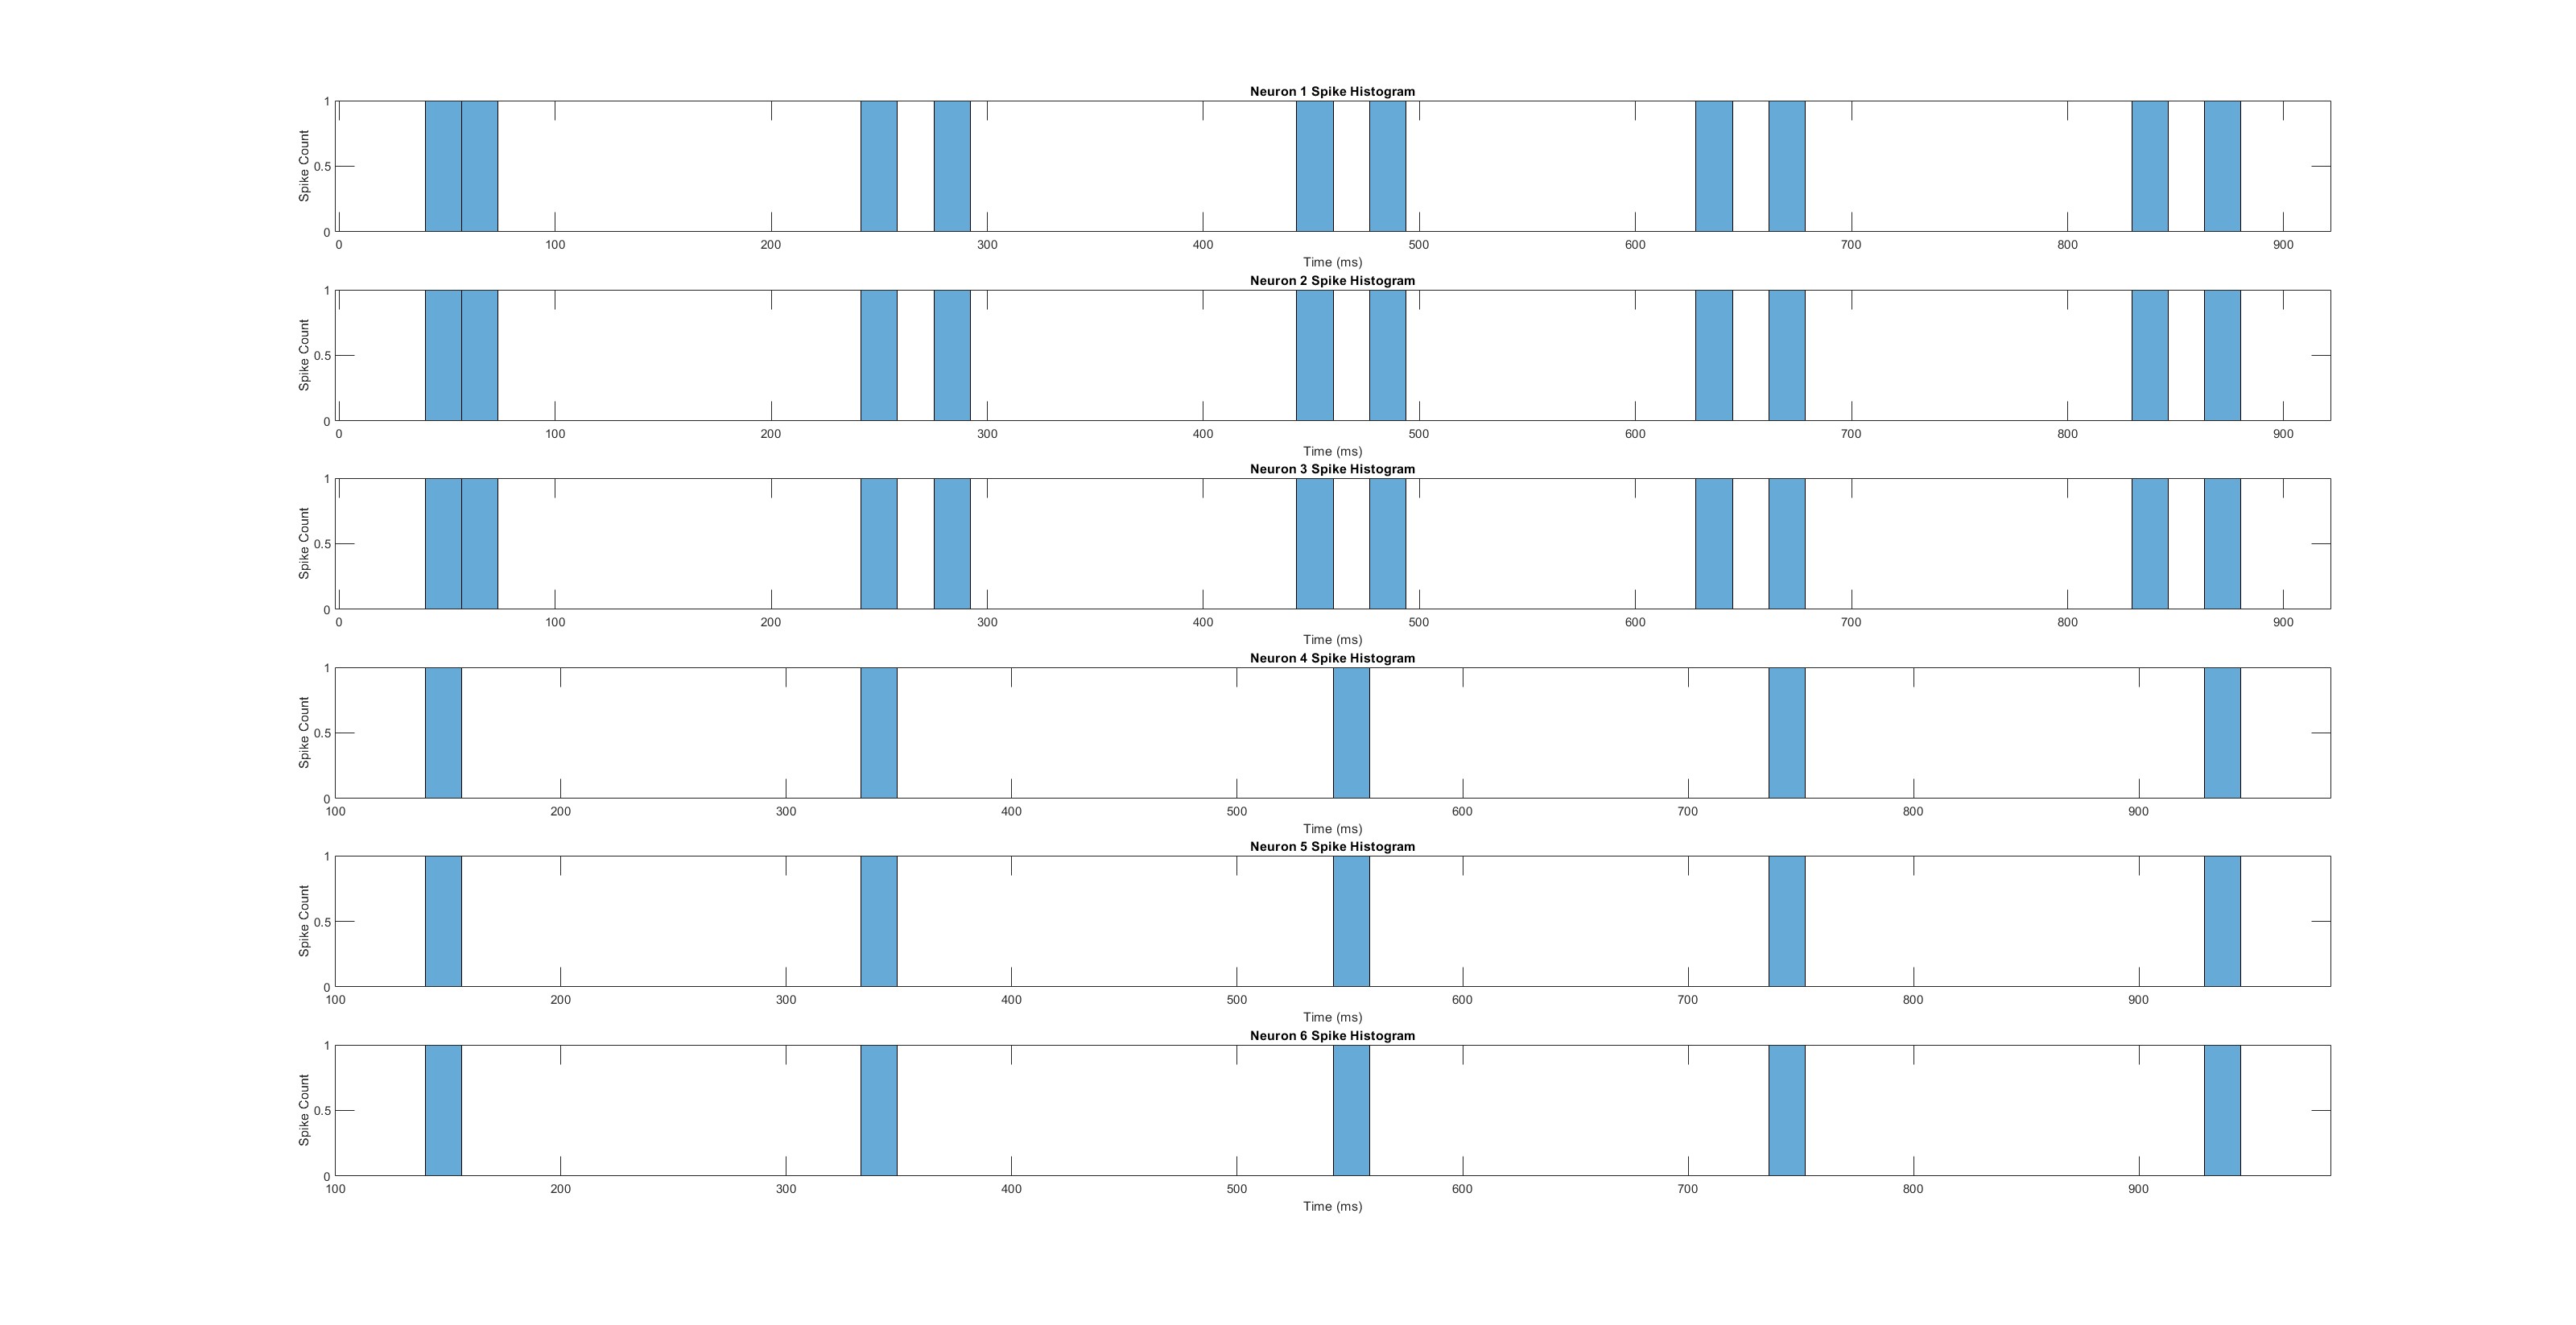 Neuron 1 Spike Histogram
Spike Count
1
0.5
0
0 100 200 300 400 500 600 700 800 900
Time (ms)
Neuron 2 Spike Histogram
Spike Count
1
0.5
0
0 100 200 300 400 500 600 700 800 900
Time (ms)
Neuron 3 Spike Histogram
Spike Count
1
0.5
0
0 100 200 300 400 500 600 700 800 900
Time (ms)
Neuron 4 Spike Histogram
Spike Count
1
0.5
0
100 200 300 400 500 600 700 800 900
Time (ms)
Neuron 5 Spike Histogram
Spike Count
1
0.5
0
100 200 300 400 500 600 700 800 900
Time (ms)
Neuron 6 Spike Histogram
Spike Count
1
0.5
0
100 200 300 400 500 600 700 800 900
Time (ms)